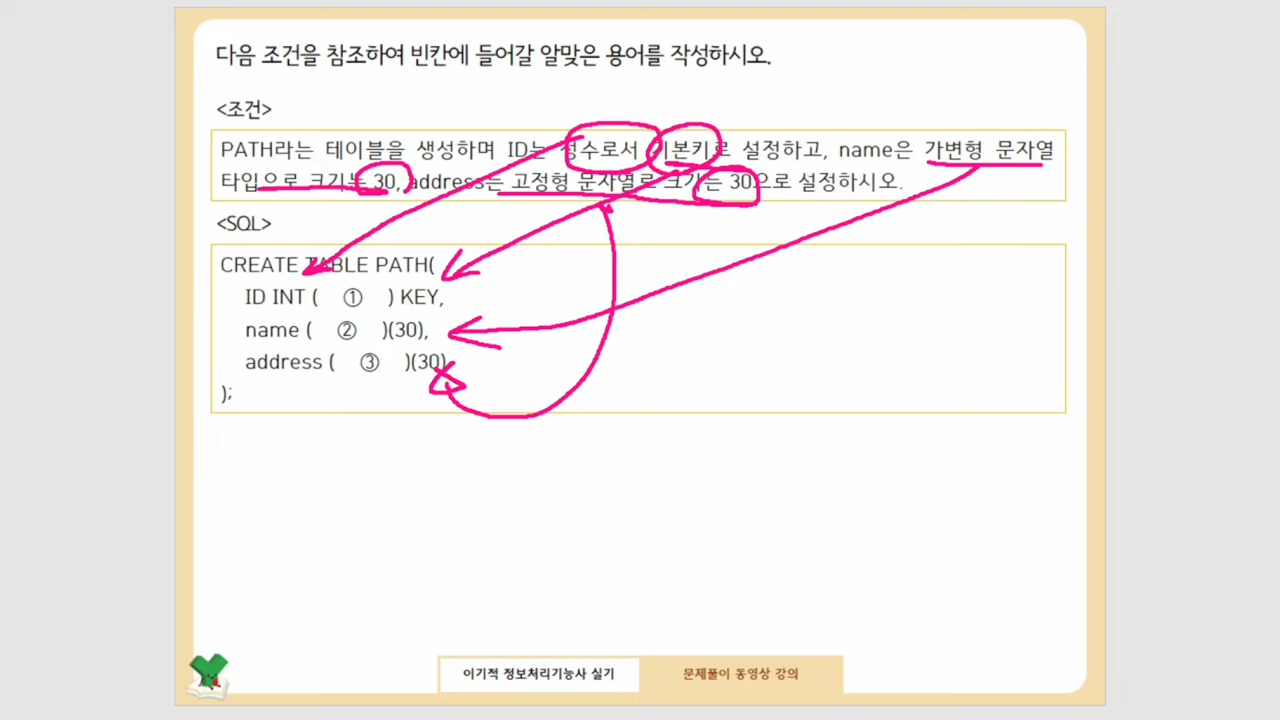 다음 조건을 참조하여 빈칸에 들어갈 알맞은 용어를 작성하시오.
<조건>
PATH라는 테이블을 생성하며 ID는 정수로서 기본키로 설정하고, name은 가변형 문자열
타입으로 크기는 30, address는 고정형 문자열로 크기는 30으로 설정하시오.
<SQL>
CREATE TABLE PATH(
ID INT ( ① ) KEY,
name ( ② )(30),
address ( ③ )(30)
);
이기적 정보처리기능사 실기
문제풀이 동영상 강의